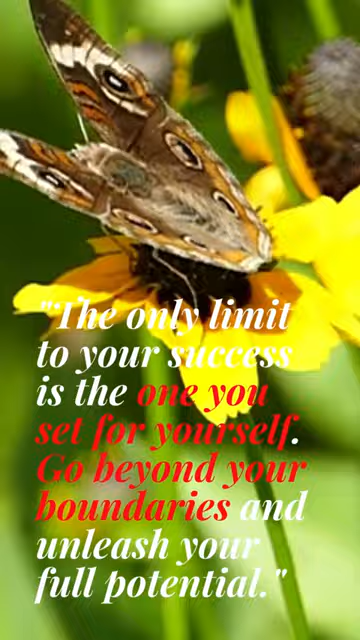 "The only limit
to your success
is the one you
set for yourself.
Go beyond your
boundaries and
unleash your
full potential."